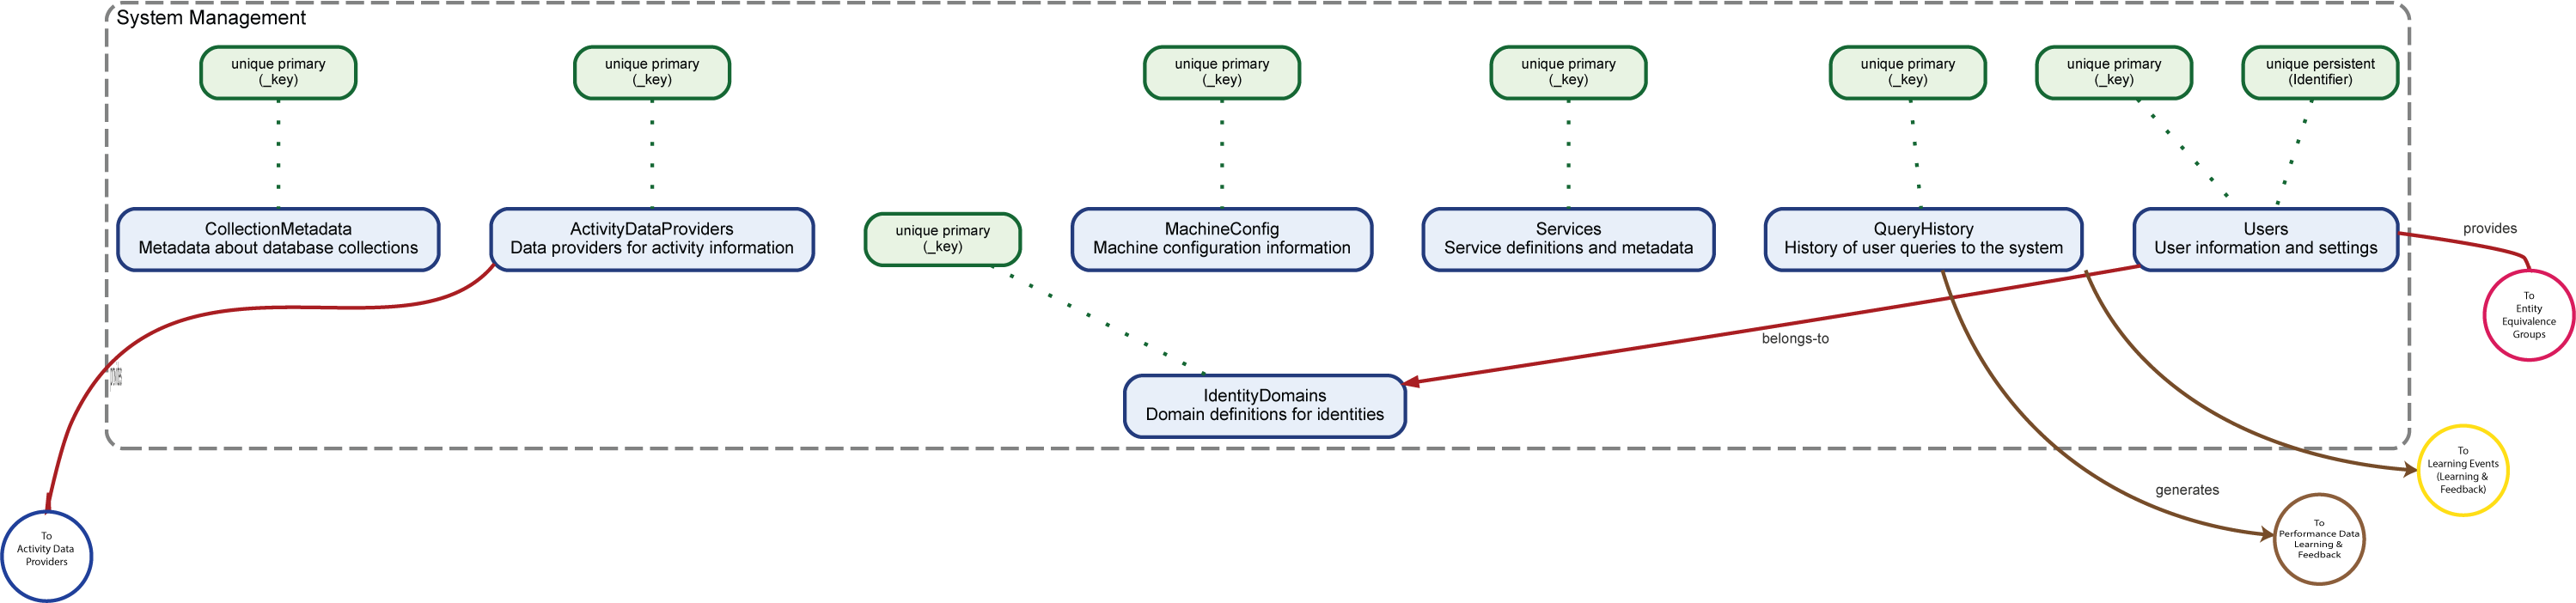 System Management
unique primary
(_key)
unique primary
(_key)
unique primary
(_key)
unique primary
(_key)
unique primary
(_key)
unique primary
(_key)
unique persistent
(Identifier)
CollectionMetadata
Metadata about database collections
ActivityDataProviders
Data providers for activity information
unique primary
(_key)
MachineConfig
Machine configuration information
Services
Service definitions and metadata
QueryHistory
History of user queries to the system
Users
User information and settings
provides
To
Entity
Equivalence
Groups
belongs-to
IdentityDomains
Domain definitions for identities
To
Learning Events
(Learning &
Feedback)
generates
To
Performance Data
Learning &
Feedback
To
Activity Data
Providers